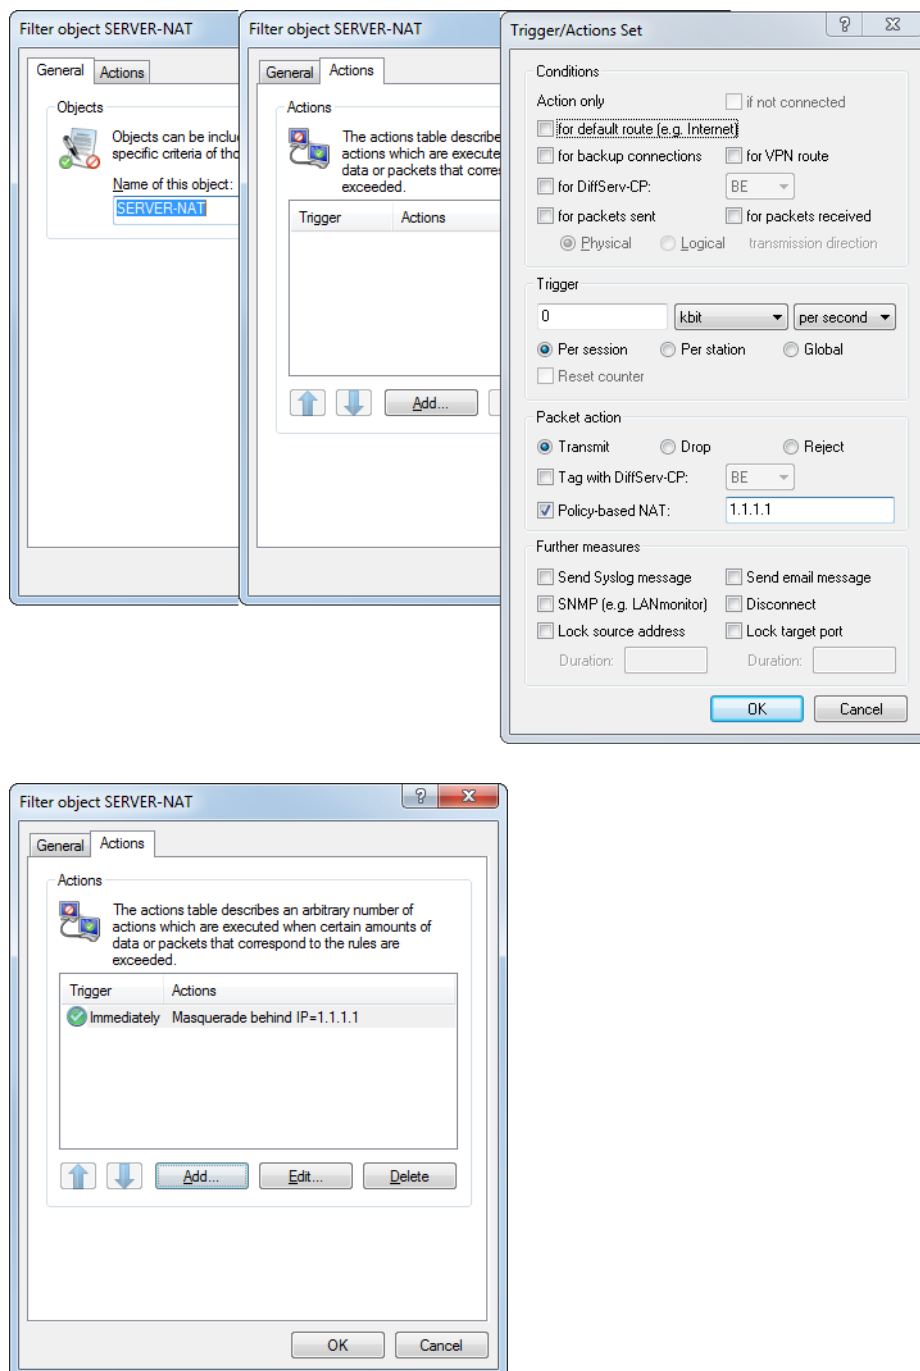 Filter object SERVER-NAT
General Actions
Objects
Objects can be inclu
specific criteria of tho
Name of this object:
SERVER-NAT
Filter object SERVER-NAT
General Actions
Actions
The actions table describe
actions which are execute
data or packets that corres
exceeded.
Trigger Actions
Add...
Trigger/Actions Set
Conditions
Action only if not connected
for default route (e.g. Internet)
for backup connections for VPN route
for DiffServ-CP: BE
for packets sent for packets received
Physical Logical transmission direction
Trigger
0 kbit per second
Per session Per station Global
Reset counter
Packet action
Transmit Drop Reject
Tag with DiffServ-CP: BE
Policy-based NAT: 1.1.1.1
Further measures
Send Syslog message Send email message
SNMP (e.g. LANmonitor) Disconnect
Lock source address Lock target port
Duration: Duration:
OK Cancel
Filter object SERVER-NAT
General Actions
Actions
The actions table describes an arbitrary number of
actions which are executed when certain amounts of
data or packets that correspond to the rules are
exceeded.
Trigger Actions
Immediately Masquerade behind IP=1.1.1.1
Add... Edit... Delete
OK Cancel